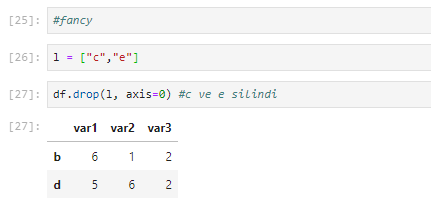 [25]: #fancy
[26]: l = ["c","e"]
[27]: df.drop(l, axis=0) #c ve e silindi
[27]:
var1 var2 var3
b 6 1 2
d 5 6 2